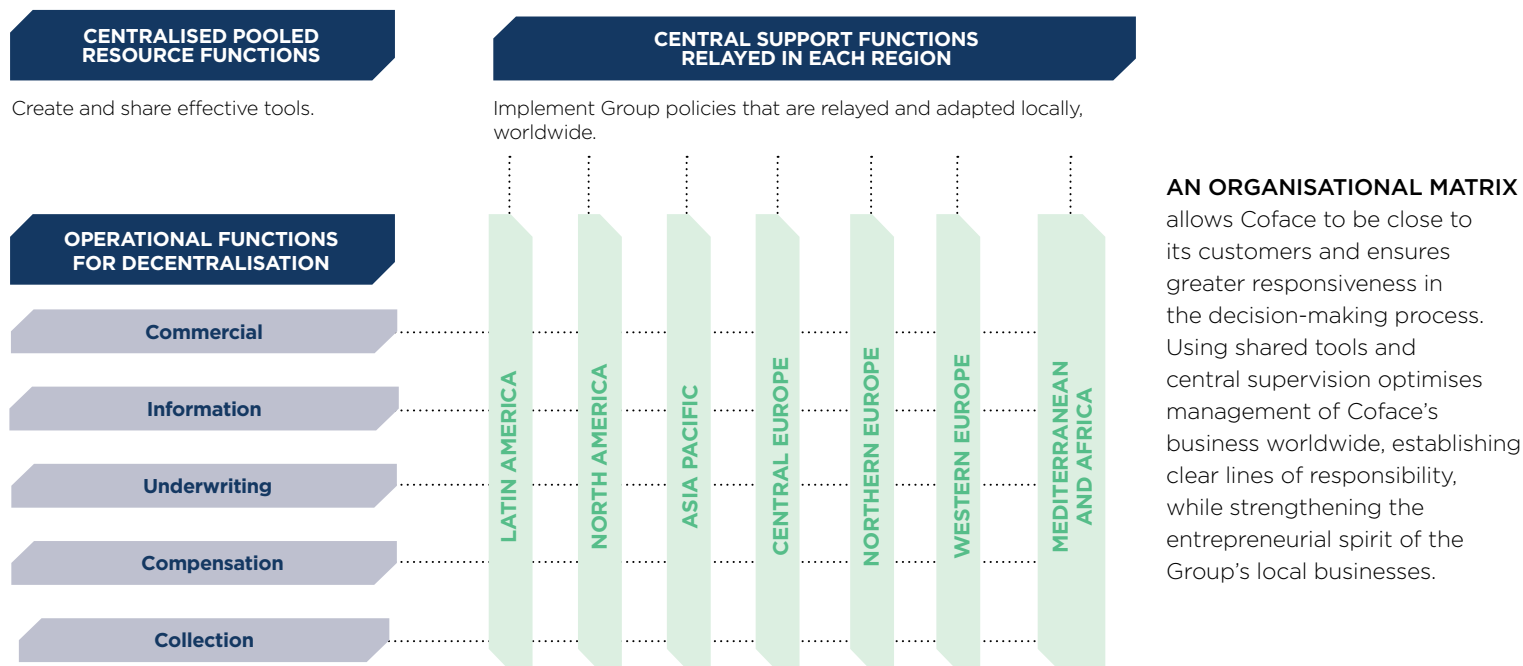 CENTRALISED POOLED
RESOURCE FUNCTIONS
Create and share effective tools.
CENTRAL SUPPORT FUNCTIONS
RELAYED IN EACH REGION
Implement Group policies that are relayed and adapted locally,
worldwide.
OPERATIONAL FUNCTIONS
FOR DECENTRALISATION
Commercial
Information
Underwriting
Compensation
Collection
LATIN AMERICA
NORTH AMERICA
ASIA PACIFIC
CENTRAL EUROPE
NORTHERN EUROPE
WESTERN EUROPE
MEDITERRANEAN
AND AFRICA
AN ORGANISATIONAL MATRIX
allows Coface to be close to
its customers and ensures
greater responsiveness in
the decision-making process.
Using shared tools and
central supervision optimises
management of Coface’s
business worldwide, establishing
clear lines of responsibility,
while strengthening the
entrepreneurial spirit of the
Group’s local businesses.